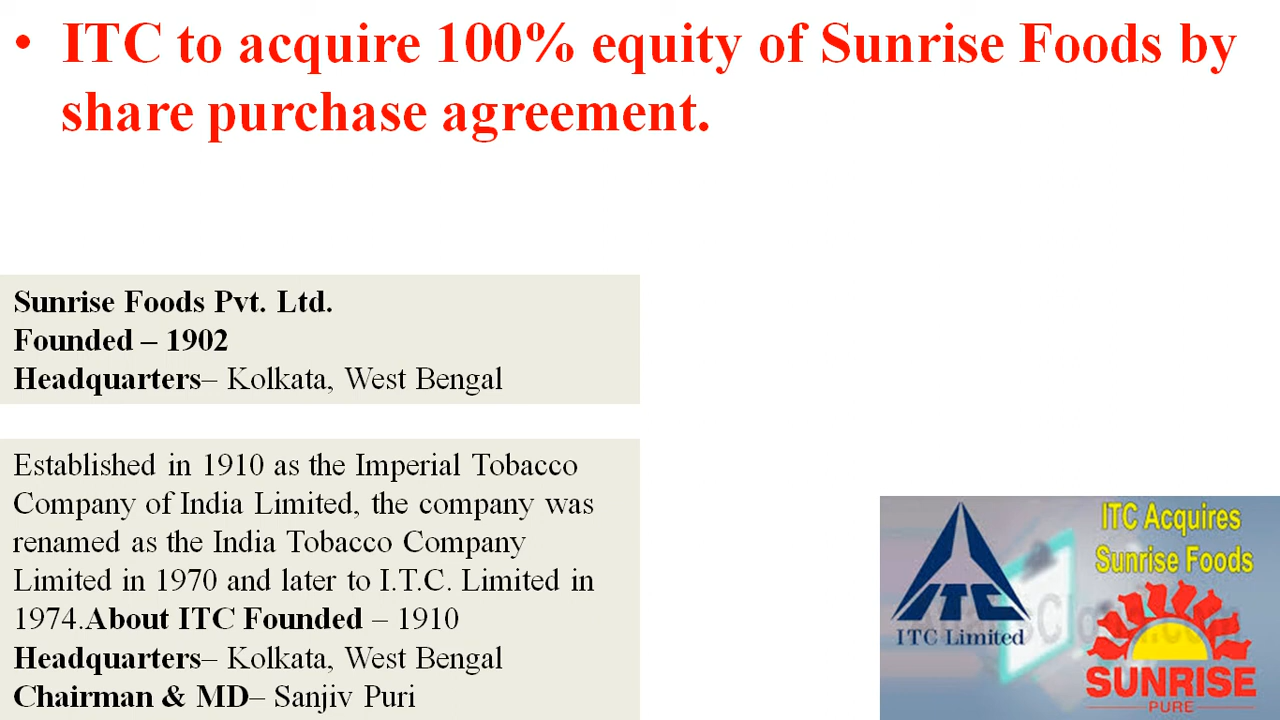 • ITC to acquire 100% equity of Sunrise Foods by
share purchase agreement.
Sunrise Foods Pvt. Ltd.
Founded – 1902
Headquarters– Kolkata, West Bengal
Established in 1910 as the Imperial Tobacco
Company of India Limited, the company was
renamed as the India Tobacco Company
Limited in 1970 and later to I.T.C. Limited in
1974.About ITC Founded – 1910
Headquarters– Kolkata, West Bengal
Chairman & MD– Sanjiv Puri
ITC Acquires
Sunrise Foods
ITC
ITC Limited
SUNRISE
PURE